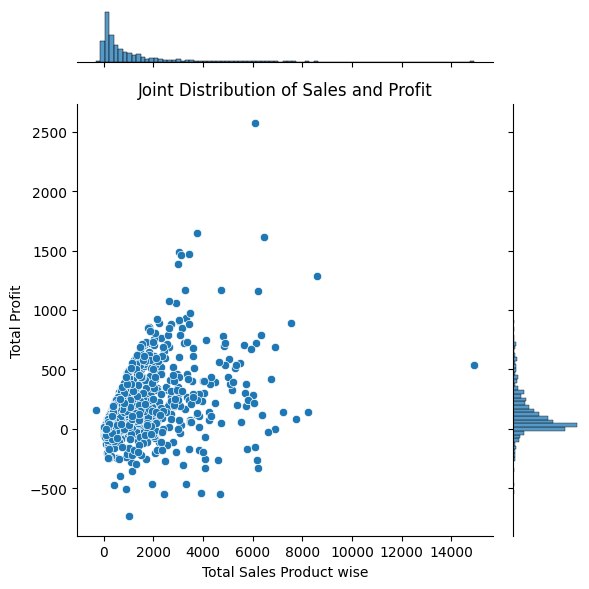 Joint Distribution of Sales and Profit
2500
2000
1500
1000
500
0
−500
Total Profit
0 2000 4000 6000 8000 10000 12000 14000
Total Sales Product wise